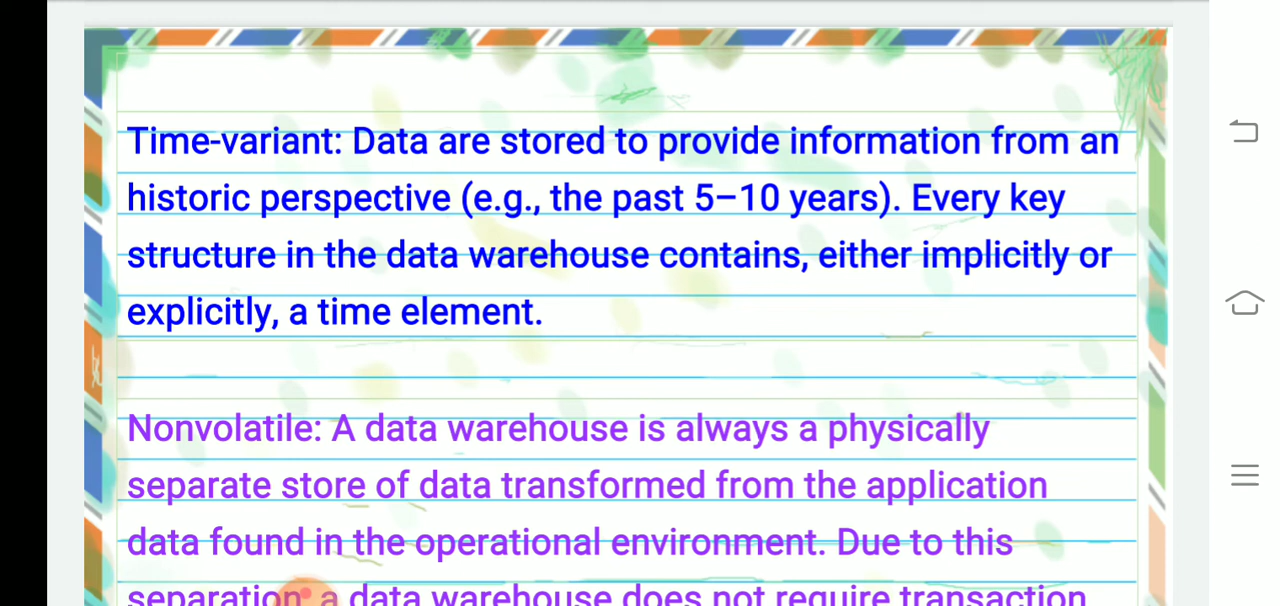 Time-variant: Data are stored to provide information from an
historic perspective (e.g., the past 5–10 years). Every key
structure in the data warehouse contains, either implicitly or
explicitly, a time element.
Nonvolatile: A data warehouse is always a physically
separate store of data transformed from the application
data found in the operational environment. Due to this
separation, a data warehouse does not require transaction